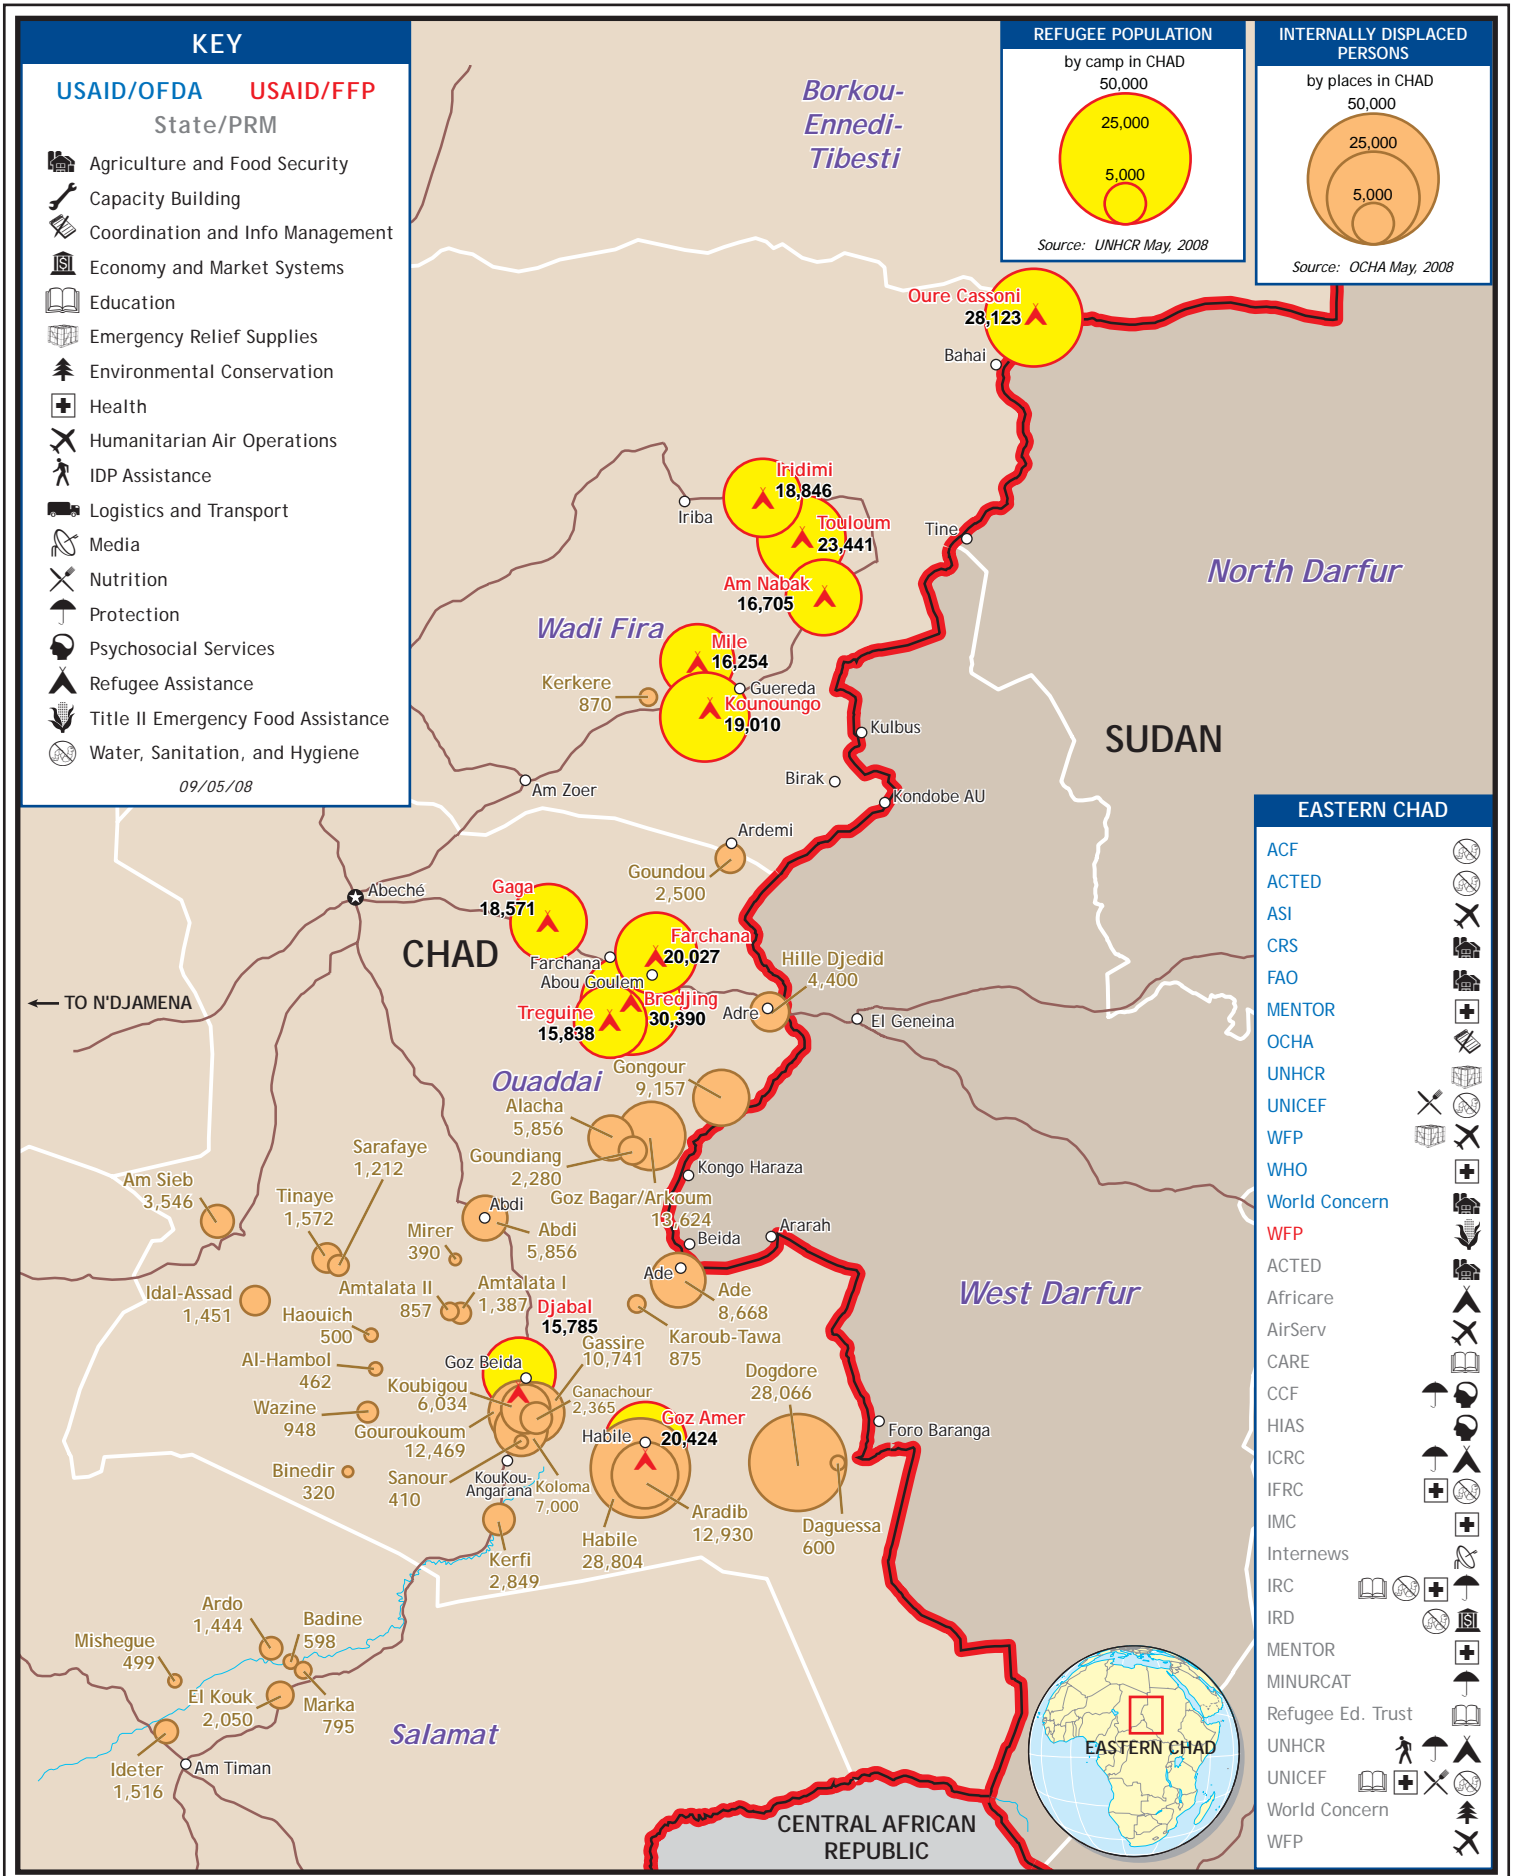 KEY
USAID/OFDA USAID/FFP
State/PRM
Agriculture and Food Security
Capacity Building
Coordination and Info Management
Economy and Market Systems
Education
Emergency Relief Supplies
Environmental Conservation
Health
Humanitarian Air Operations
IDP Assistance
Logistics and Transport
Media
Nutrition
Protection
Psychosocial Services
Refugee Assistance
Title II Emergency Food Assistance
Water, Sanitation, and Hygiene
09/05/08
REFUGEE POPULATION
by camp in CHAD
50,000
25,000
5,000
Source: UNHCR May, 2008
INTERNALLY DISPLACED
PERSONS
by places in CHAD
50,000
25,000
5,000
Source: OCHA May, 2008
Borkou-
Ennedi-
Tibesti
Oure Cassoni
28,123
Bahai
Iridimi
18,846
Iriba
Touloum
23,441
Tine
Am Nabak
16,705
North Darfur
Wadi Fira
Mile
16,254
Kerkere
870
Guereda
Kounoungo
19,010
Kulbus
SUDAN
Birak
Am Zoer
Kondobe AU
Ardemi
Goundou
2,500
Abeché
Gaga
18,571
CHAD
Farchana
20,027
Farchana
Abou Goulem
Hille Djedid
4,400
TO N'DJAMENA
Bredjing
30,390
Treguine
15,838
Adre
El Geneina
Ouaddai
Gongour
9,157
Alacha
5,856
Goundiang
2,280
Sarafaye
1,212
Kongo Haraza
Am Sieb
3,546
Tinaye
1,572
Goz Bagar/Arkoum
13,624
Abdi
Abdi
5,856
Mirer
390
Beida
Ararah
Ade
Ade
8,668
West Darfur
Idal-Assad
1,451
Amtalata II
857
Amtalata I
1,387
Haouich
500
Djabal
15,785
Karoub-Tawa
875
Al-Hambol
462
Goz Beida
Gassire
10,741
Dogdore
28,066
Koubigou
6,034
Ganachour
2,365
Wazine
948
Gouroukoum
12,469
Goz Amer
20,424
Habile
Foro Baranga
Binedir
320
Sanour
410
KouKou-
Angarana
Koloma
7,000
Aradib
12,930
Daguessa
600
Habile
28,804
Kerfi
2,849
Ardo
1,444
Badine
598
Mishegue
499
El Kouk
2,050
Marka
795
Salamat
Ideter
1,516
Am Timan
CENTRAL AFRICAN
REPUBLIC
EASTERN CHAD
EASTERN CHAD
ACF
ACTED
ASI
CRS
FAO
MENTOR
OCHA
UNHCR
UNICEF
WFP
WHO
World Concern
WFP
ACTED
Africare
AirServ
CARE
CCF
HIAS
ICRC
IFRC
IMC
Internews
IRC
IRD
MENTOR
MINURCAT
Refugee Ed. Trust
UNHCR
UNICEF
World Concern
WFP